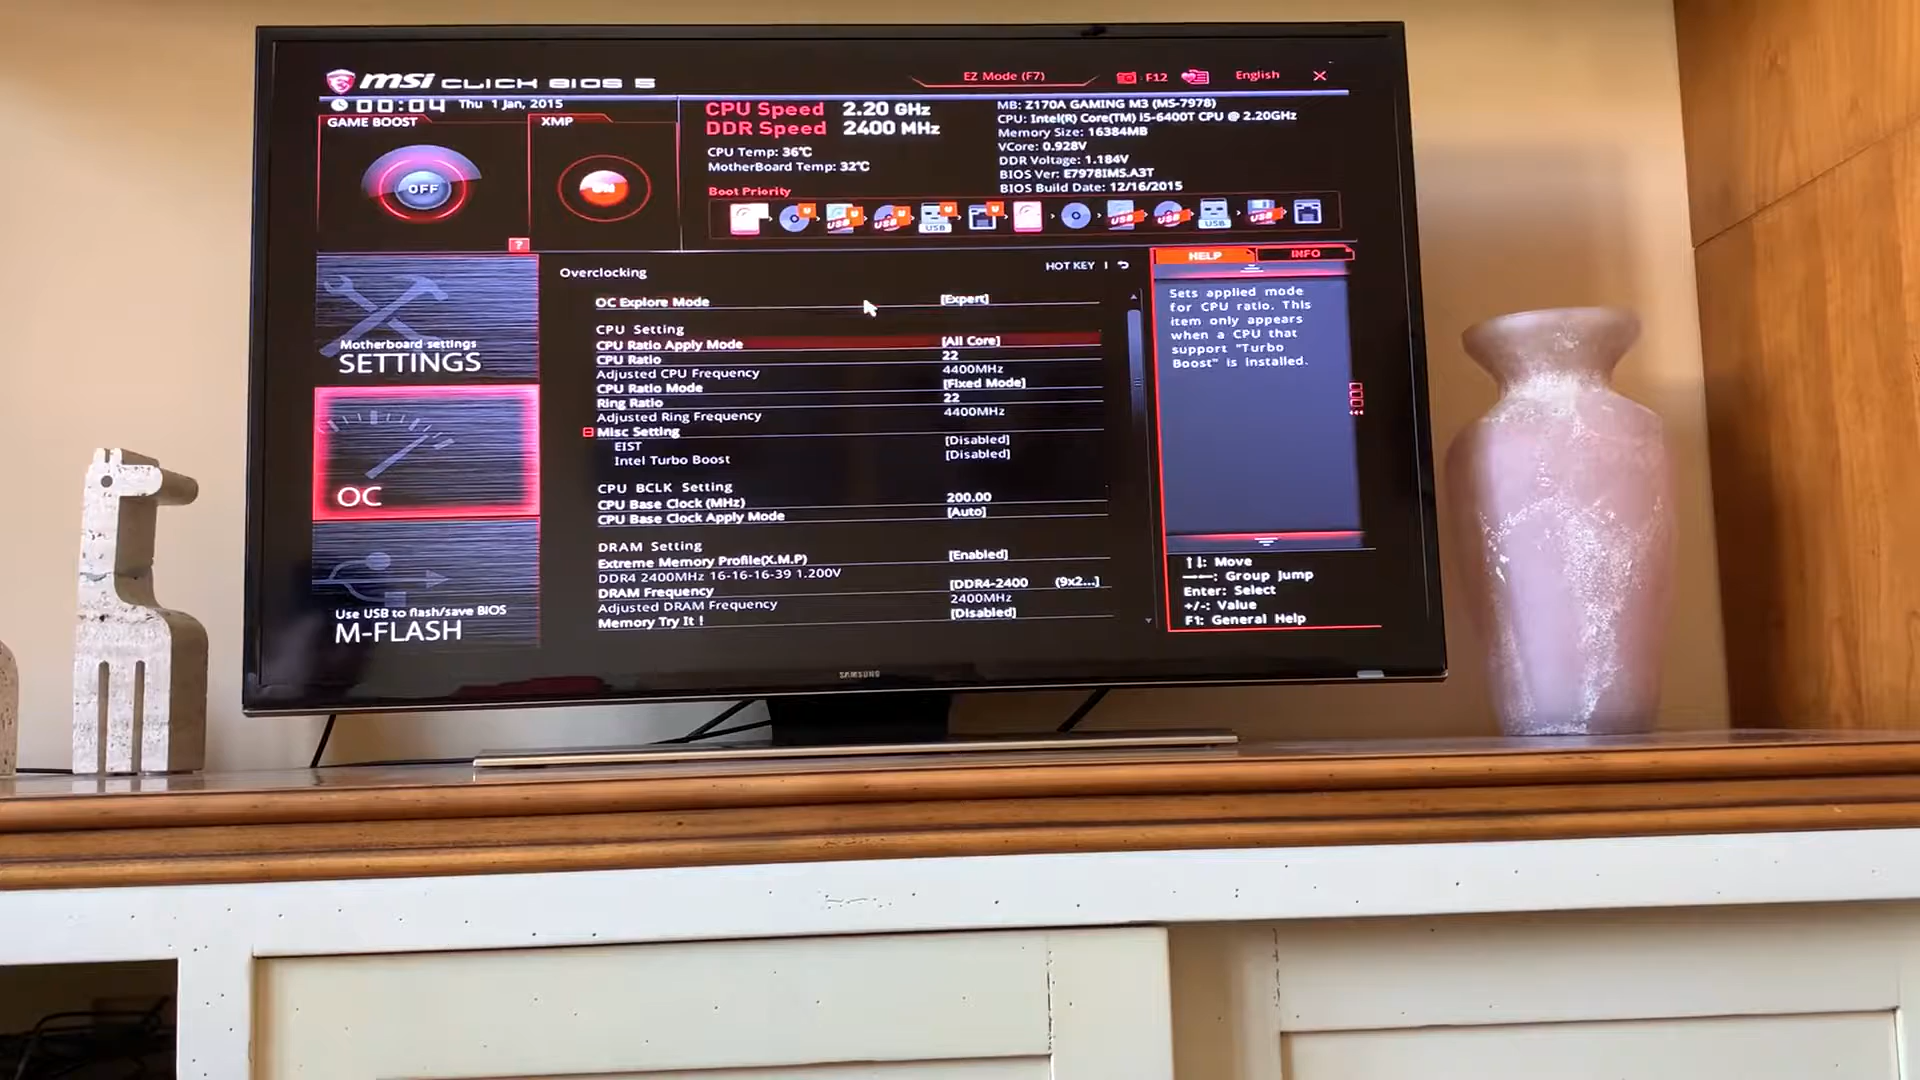 msi CLICK BIOS 5
EZ Mode (F7)
F12
English
00:04 Thu 1 Jan, 2015
GAME BOOST
OFF
XMP
ON
CPU Speed 2.20 GHz
DDR Speed 2400 MHz
CPU Temp: 36℃
MotherBoard Temp: 32℃
MB: Z170A GAMING M3 (MS-7978)
CPU: Intel(R) Core(TM) i5-6400T CPU @ 2.20GHz
Memory Size: 16384MB
VCore: 0.928V
DDR Voltage: 1.184V
BIOS Ver: E7978IMS.A3T
BIOS Build Date: 12/16/2015
Boot Priority
U U USB U USB U USB U USB USB USB USB
?
Motherboard settings
SETTINGS
OC
Use USB to flash/save BIOS
M-FLASH
Overclocking
HOT KEY |
OC Explore Mode [Expert]
CPU Setting
CPU Ratio Apply Mode [All Core]
CPU Ratio 22
Adjusted CPU Frequency 4400MHz
CPU Ratio Mode [Fixed Mode]
Ring Ratio 22
Adjusted Ring Frequency 4400MHz
Misc Setting
EIST [Disabled]
Intel Turbo Boost [Disabled]
CPU BCLK Setting
CPU Base Clock (MHz) 200.00
CPU Base Clock Apply Mode [Auto]
DRAM Setting
Extreme Memory Profile(X.M.P) [Enabled]
DDR4 2400MHz 16-16-16-39 1.200V
DRAM Frequency [DDR4-2400 (9x2...]
Adjusted DRAM Frequency 2400MHz
Memory Try It ! [Disabled]
HELP
INFO
Sets applied mode
for CPU ratio. This
item only appears
when a CPU that
support "Turbo
Boost" is installed.
↑↓: Move
Group Jump
Enter: Select
+/-: Value
F1: General Help
SAMSUNG